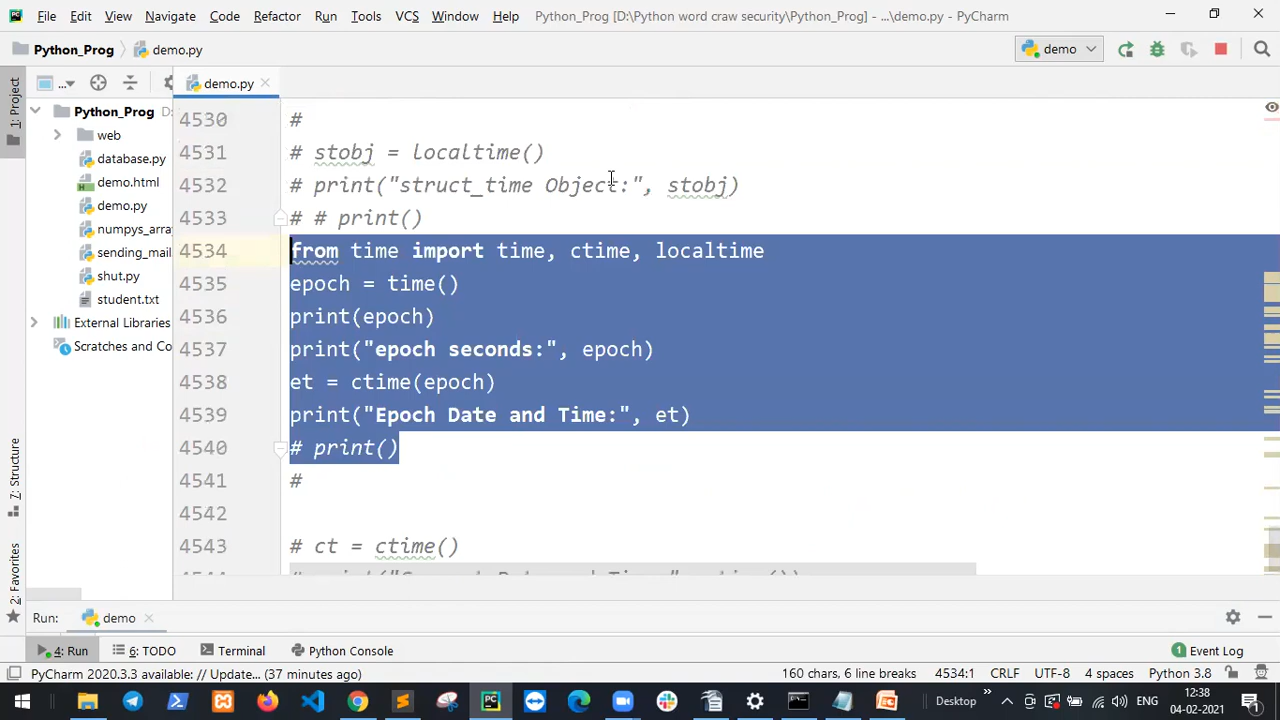 File Edit View Navigate Code Refactor Run Tools VCS Window Help Python_Prog [D:\Python word craw security\Python_Prog] - ...\demo.py - PyCharm
Python_Prog demo.py demo
1: Project
... demo.py
Python_Prog
web
database.py
demo.html
demo.py
numpys_arra
sending_mail
shut.py
student.txt
External Libraries
Scratches and Co
4530 #
4531 # stobj = localtime()
4532 # print("struct_time Object:", stobj)
4533 # # print()
4534 from time import time, ctime, localtime
4535 epoch = time()
4536 print(epoch)
4537 print("epoch seconds:", epoch)
4538 et = ctime(epoch)
4539 print("Epoch Date and Time:", et)
4540 # print()
4541 #
4542
4543 # ct = ctime()
7: Structure
2: Favorites
Run: demo
4: Run 6: TODO Terminal Python Console 1 Event Log
PyCharm 2020.3.3 available: // Update... (37 minutes ago) 160 chars, 6 line breaks 4534:1 CRLF UTF-8 4 spaces Python 3.8
Desktop ENG 12:38
04-02-2021 1